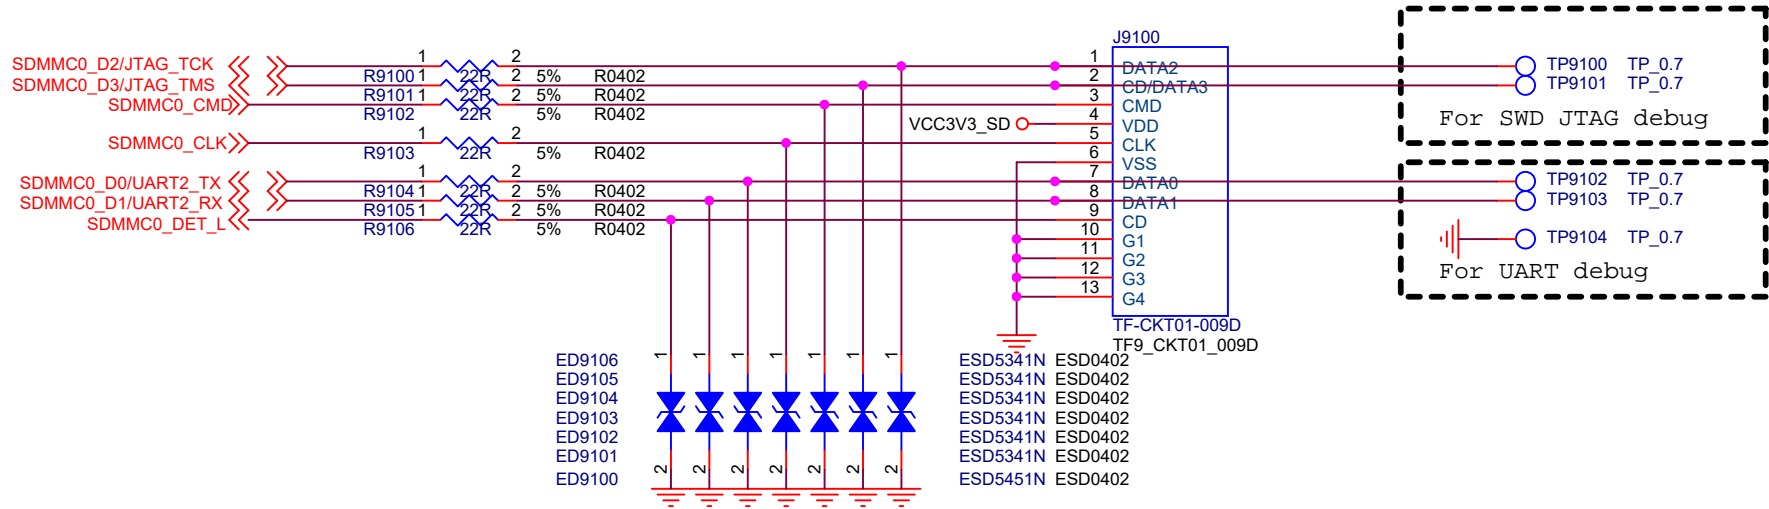 J9100
SDMMC0_D2/JTAG_TCK 1 2 1 DATA2 TP9100 TP_0.7
R9100 22R 5% R0402
SDMMC0_D3/JTAG_TMS 1 2 2 CD/DATA3 TP9101 TP_0.7
R9101 22R 5% R0402
SDMMC0_CMD 1 2 3 CMD
R9102 22R 5% R0402
For SWD JTAG debug
VCC3V3_SD 4 VDD
SDMMC0_CLK 1 2 5 CLK
R9103 22R 5% R0402
6 VSS
SDMMC0_D0/UART2_TX 1 2 7 DATA0 TP9102 TP_0.7
R9104 22R 5% R0402
SDMMC0_D1/UART2_RX 1 2 8 DATA1 TP9103 TP_0.7
R9105 22R 5% R0402
SDMMC0_DET_L 1 2 9 CD
R9106 22R 5% R0402
10 G1 TP9104 TP_0.7
11 G2
For UART debug
12 G3
13 G4
TF-CKT01-009D
TF9_CKT01_009D
1 1 1 1 1 1 1
ED9106 ESD5341N ESD0402
ED9105 ESD5341N ESD0402
ED9104 ESD5341N ESD0402
ED9103 ESD5341N ESD0402
ED9102 ESD5341N ESD0402
ED9101 ESD5341N ESD0402
2 2 2 2 2 2 2
ED9100 ESD5451N ESD0402